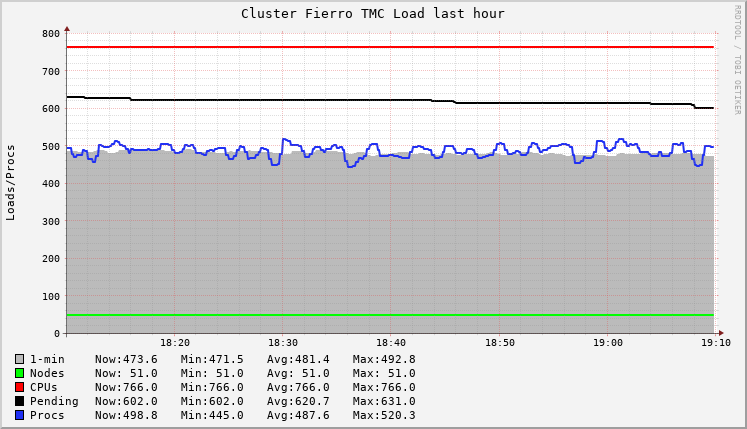 Cluster Fierro TMC Load last hour
RRDTOOL / TOBI OETIKER
Loads/Procs
800
700
600
500
400
300
200
100
0
18:20 18:30 18:40 18:50 19:00 19:10
1-min Now:473.6 Min:471.5 Avg:481.4 Max:492.8
Nodes Now: 51.0 Min: 51.0 Avg: 51.0 Max: 51.0
CPUs Now:766.0 Min:766.0 Avg:766.0 Max:766.0
Pending Now:602.0 Min:602.0 Avg:620.7 Max:631.0
Procs Now:498.8 Min:445.0 Avg:487.6 Max:520.3